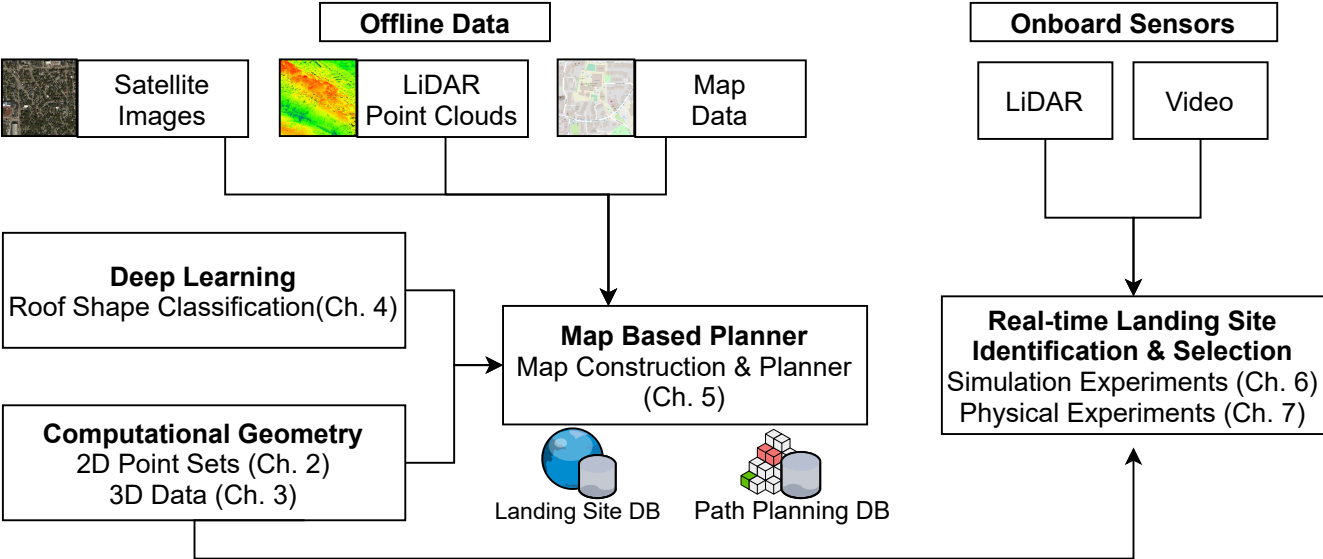 Offline Data
Onboard Sensors
Satellite
Images
LiDAR
Point Clouds
Map
Data
LiDAR
Video
Deep Learning
Roof Shape Classification(Ch. 4)
Map Based Planner
Map Construction & Planner
(Ch. 5)
Real-time Landing Site
Identification & Selection
Simulation Experiments (Ch. 6)
Physical Experiments (Ch. 7)
Computational Geometry
2D Point Sets (Ch. 2)
3D Data (Ch. 3)
Landing Site DB
Path Planning DB